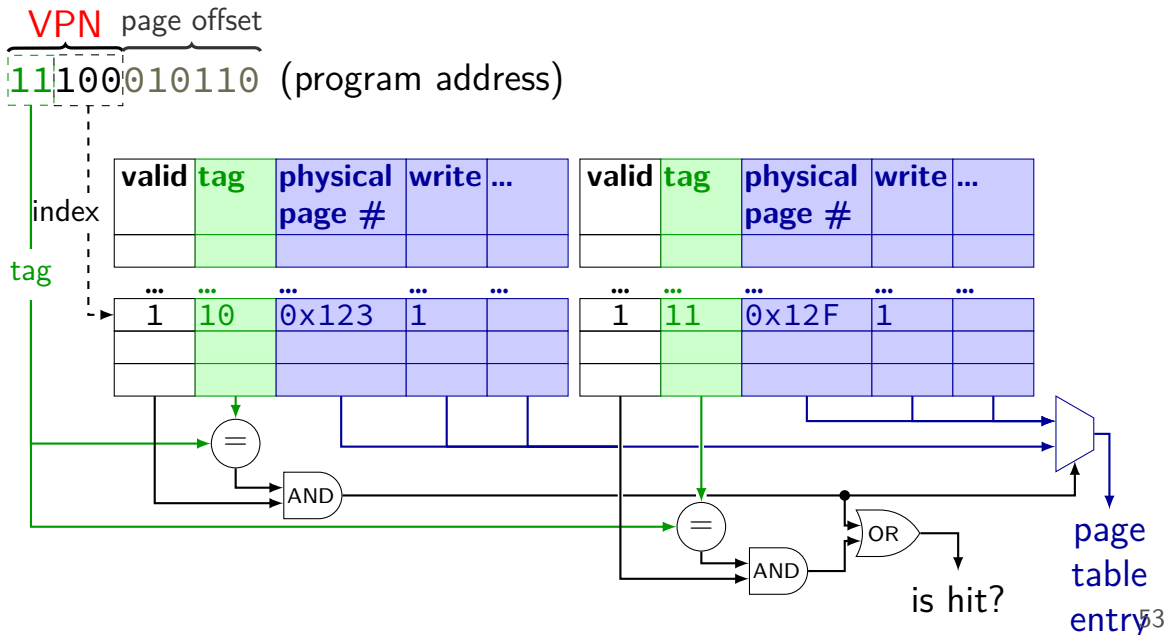 VPN page offset
11100010110 (program address)
valid tag physical page # write ... valid tag physical page # write ...
index
tag
... ... ... ... ... ... ... ... ... ...
1 10 0x123 1 1 11 0x12F 1
=
AND
=
AND
OR
is hit?
page
table
entry
53